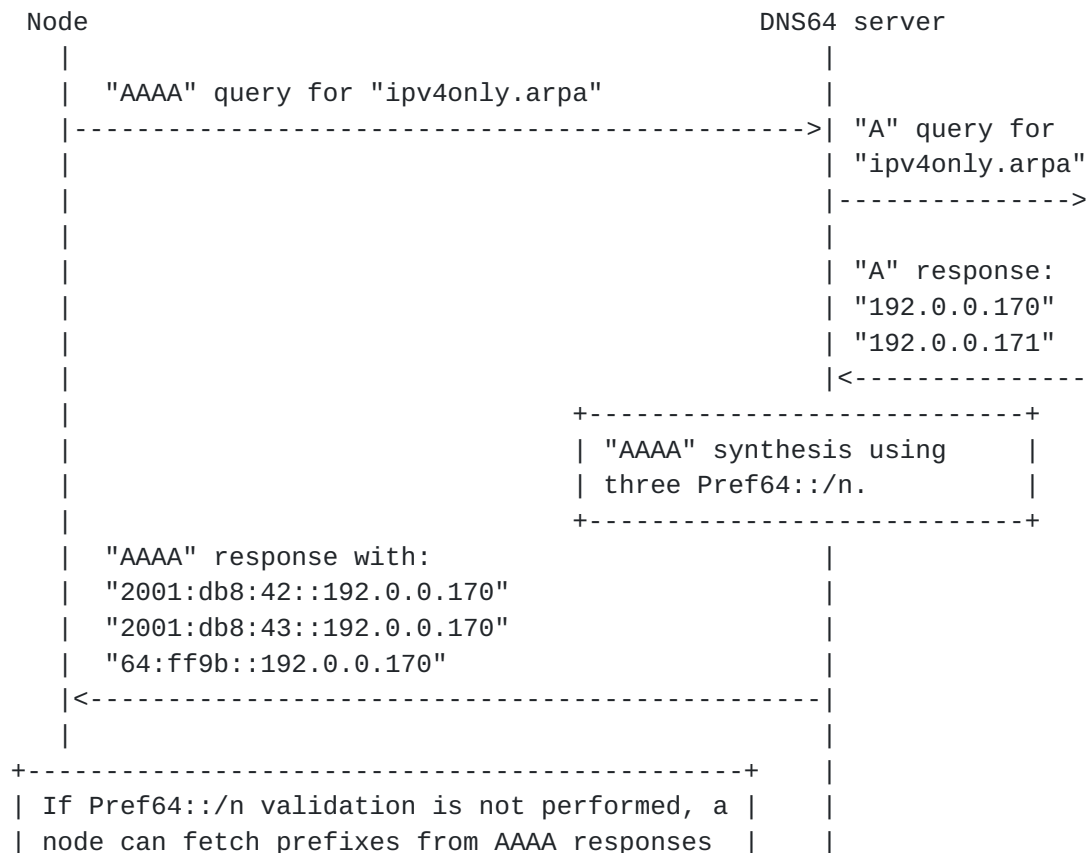 Node DNS64 server
"AAAA" query for "ipv4only.arpa"
"A" query for
"ipv4only.arpa"
"A" response:
"192.0.0.170"
"192.0.0.171"
"AAAA" synthesis using
three Pref64::/n.
"AAAA" response with:
"2001:db8:42::192.0.0.170"
"2001:db8:43::192.0.0.170"
"64:ff9b::192.0.0.170"
If Pref64::/n validation is not performed, a
node can fetch prefixes from AAAA responses